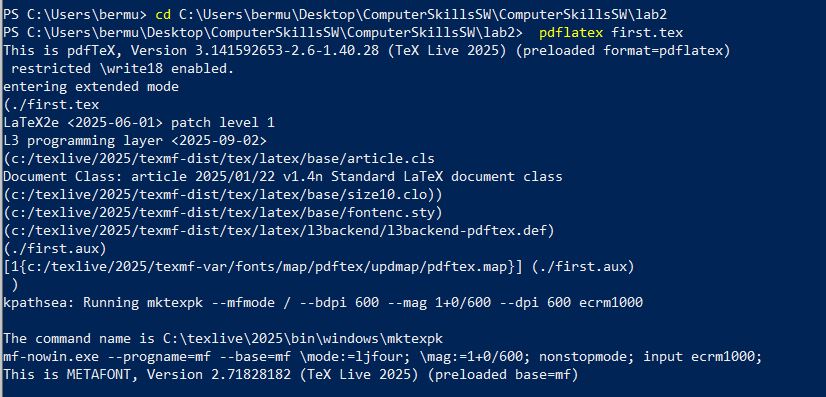 PS C:\Users\bermu> cd C:\Users\bermu\Desktop\ComputerSkillsSW\ComputerSkillsSW\lab2
PS C:\Users\bermu\Desktop\ComputerSkillsSW\ComputerSkillsSW\lab2>  pdflatex first.tex
This is pdfTeX, Version 3.141592653-2.6-1.40.28 (TeX Live 2025) (preloaded format=pdflatex)
 restricted \write18 enabled.
entering extended mode
(./first.tex
LaTeX2e <2025-06-01> patch level 1
L3 programming layer <2025-09-02>
(c:/texlive/2025/texmf-dist/tex/latex/base/article.cls
Document Class: article 2025/01/22 v1.4n Standard LaTeX document class
(c:/texlive/2025/texmf-dist/tex/latex/base/size10.clo))
(c:/texlive/2025/texmf-dist/tex/latex/base/fontenc.sty)
(c:/texlive/2025/texmf-dist/tex/latex/l3backend/l3backend-pdftex.def)
(./first.aux)
[1{c:/texlive/2025/texmf-var/fonts/map/pdftex/updmap/pdftex.map}] (./first.aux)
 )
kpathsea: Running mktexpk --mfmode / --bdpi 600 --mag 1+0/600 --dpi 600 ecrm1000
The command name is C:\texlive\2025\bin\windows\mktexpk
mf-nowin.exe --progname=mf --base=mf \mode:=ljfour; \mag:=1+0/600; nonstopmode; input ecrm1000;
This is METAFONT, Version 2.71828182 (TeX Live 2025) (preloaded base=mf)